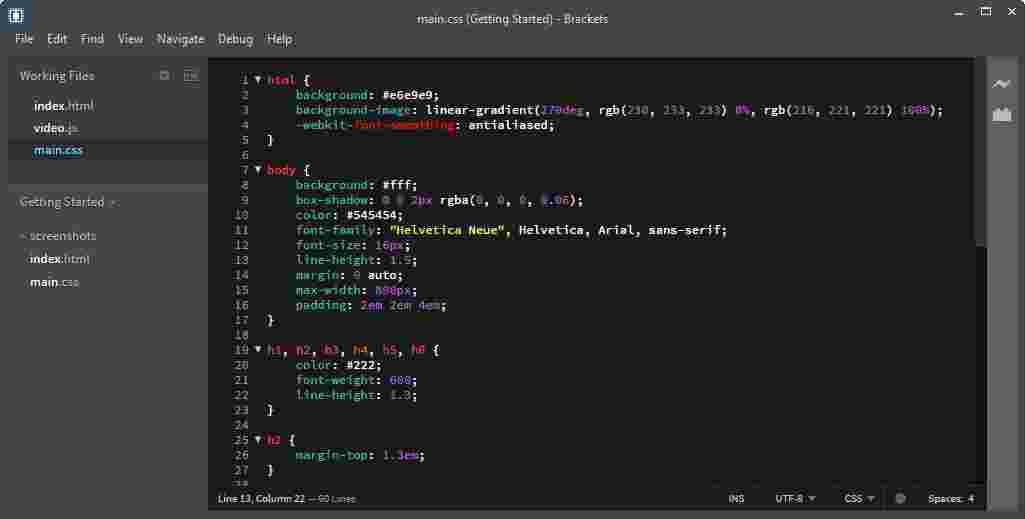 main.css (Getting Started) - Brackets
File Edit Find View Navigate Debug Help
Working Files
index.html
video.js
main.css
Getting Started
screenshots
index.html
main.css
1 html {
2 background: #e6e9e9;
3 background-image: linear-gradient(270deg, rgb(230, 233, 233) 0%, rgb(216, 221, 221) 100%);
4 -webkit-font-smoothing: antialiased;
5 }
6
7 body {
8 background: #fff;
9 box-shadow: 0 0 2px rgba(0, 0, 0, 0.06);
10 color: #545454;
11 font-family: "Helvetica Neue", Helvetica, Arial, sans-serif;
12 font-size: 16px;
13 line-height: 1.5;
14 margin: 0 auto;
15 max-width: 800px;
16 padding: 2em 2em 4em;
17 }
18
19 h1, h2, h3, h4, h5, h6 {
20 color: #222;
21 font-weight: 600;
22 line-height: 1.3;
23 }
24
25 h2 {
26 margin-top: 1.3em;
27 }
28
Line 13, Column 22 — 60 Lines INS UTF-8 CSS Spaces: 4